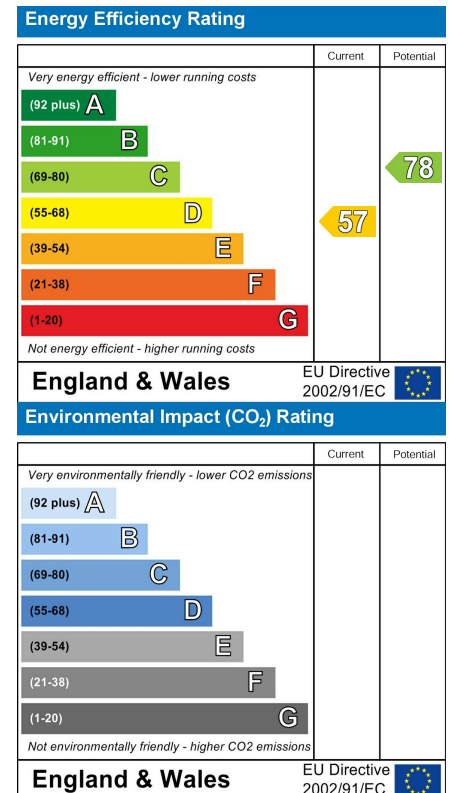 Energy Efficiency Rating
Current Potential
Very energy efficient - lower running costs
(92 plus) A
(81-91) B
(69-80) C
(55-68) D
(39-54) E
(21-38) F
(1-20) G
57
78
Not energy efficient - higher running costs
England & Wales
EU Directive
2002/91/EC
Environmental Impact (CO₂) Rating
Current Potential
Very environmentally friendly - lower CO2 emissions
(92 plus) A
(81-91) B
(69-80) C
(55-68) D
(39-54) E
(21-38) F
(1-20) G
Not environmentally friendly - higher CO2 emissions
England & Wales
EU Directive
2002/91/EC